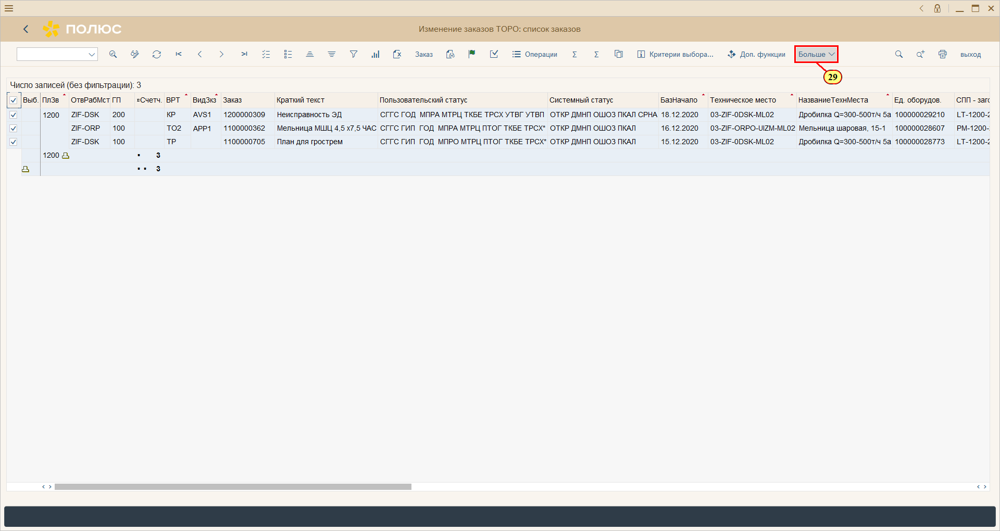 ПОЛЮС
Изменение заказов ТОРО: список заказов
Заказ Операции Σ Σ Критерии выбора... Доп. функции Больше выход
29
Число записей (без фильтрации): 3
Выб. ПлЗв ОтвРабМст ГП ¤Счетч. ВРТ ВидЗкз Заказ Краткий текст Пользовательский статус Системный статус БазНачало Техническое место НазваниеТехнМеста Ед. оборудов. СПП - заго
1200 ZIF-DSK 200 КР AVS1 1200000309 Неисправность ЭД СГГС ГОД МПРА МТРЦ ТКБЕ ТРСХ УТВГ УТВП ОТКР ДМНП ОШОЗ ПКАЛ СРНА 18.12.2020 03-ZIF-0DSK-ML02 Дробилка Q=300-500т/ч 5а 100000029210 LT-1200-2
ZIF-ORP 100 ТО2 APP1 1100000362 Мельница МШЦ 4,5 х7,5 ЧАС СГГС ГИП ГОД МПРА МТРЦ ПТОГ ТКБЕ ТРСХ* ОТКР ДМНП ОШОЗ ПКАЛ 16.12.2020 03-ZIF-ORPO-UIZM-ML02 Мельница шаровая, 15-1 100000028607 PM-1200-
ZIF-DSK 100 ТР 1100000705 План для грострем СГГС ГИП ГОД МПРО МТРЦ ПТОГ ТКБЕ ТРСХ* ОТКР ДМНП ОШОЗ ПКАЛ 15.12.2020 03-ZIF-0DSK-ML02 Дробилка Q=300-500т/ч 5а 100000028773 LT-1200-2
1200 3
3